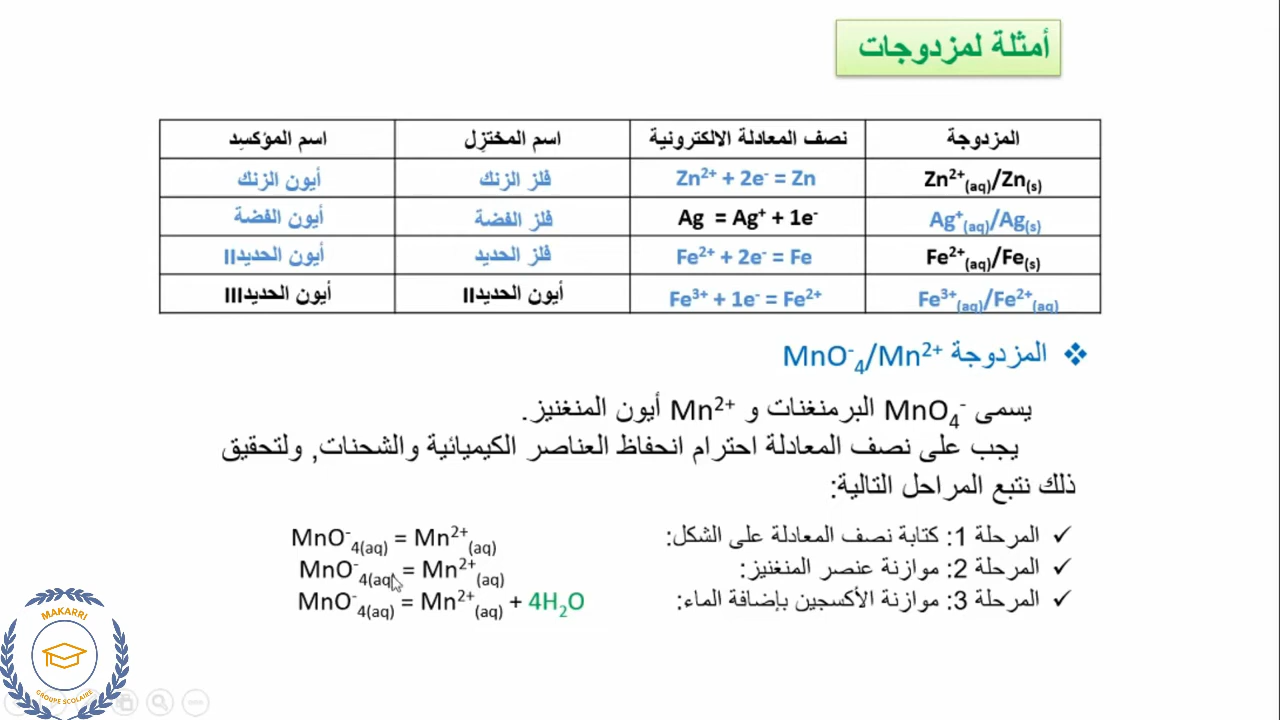 أمثلة لمزدوجات
المزدوجة نصف المعادلة الالكترونية اسم المختزِل اسم المؤكسِد
Zn²⁺(aq)/Zn(s) Zn²⁺ + 2e⁻ = Zn فلز الزنك أيون الزنك
Ag⁺(aq)/Ag(s) Ag = Ag⁺ + 1e⁻ فلز الفضة أيون الفضة
Fe²⁺(aq)/Fe(s) Fe²⁺ + 2e⁻ = Fe فلز الحديد أيون الحديدII
Fe³⁺(aq)/Fe²⁺(aq) Fe³⁺ + 1e⁻ = Fe²⁺ أيون الحديدII أيون الحديدIII
❖ المزدوجة MnO⁻₄/Mn²⁺
يسمى MnO₄⁻ البرمنغنات و Mn²⁺ أيون المنغنيز.
يجب على نصف المعادلة احترام انحفاظ العناصر الكيميائية والشحنات, ولتحقيق
ذلك نتبع المراحل التالية:
✓ المرحلة 1: كتابة نصف المعادلة على الشكل: MnO⁻₄(aq) = Mn²⁺(aq)
✓ المرحلة 2: موازنة عنصر المنغنيز: MnO⁻₄(aq) = Mn²⁺(aq)
✓ المرحلة 3: موازنة الأكسجين بإضافة الماء: MnO⁻₄(aq) = Mn²⁺(aq) + 4H₂O
MAKARRI
GROUPE SCOLAIRE